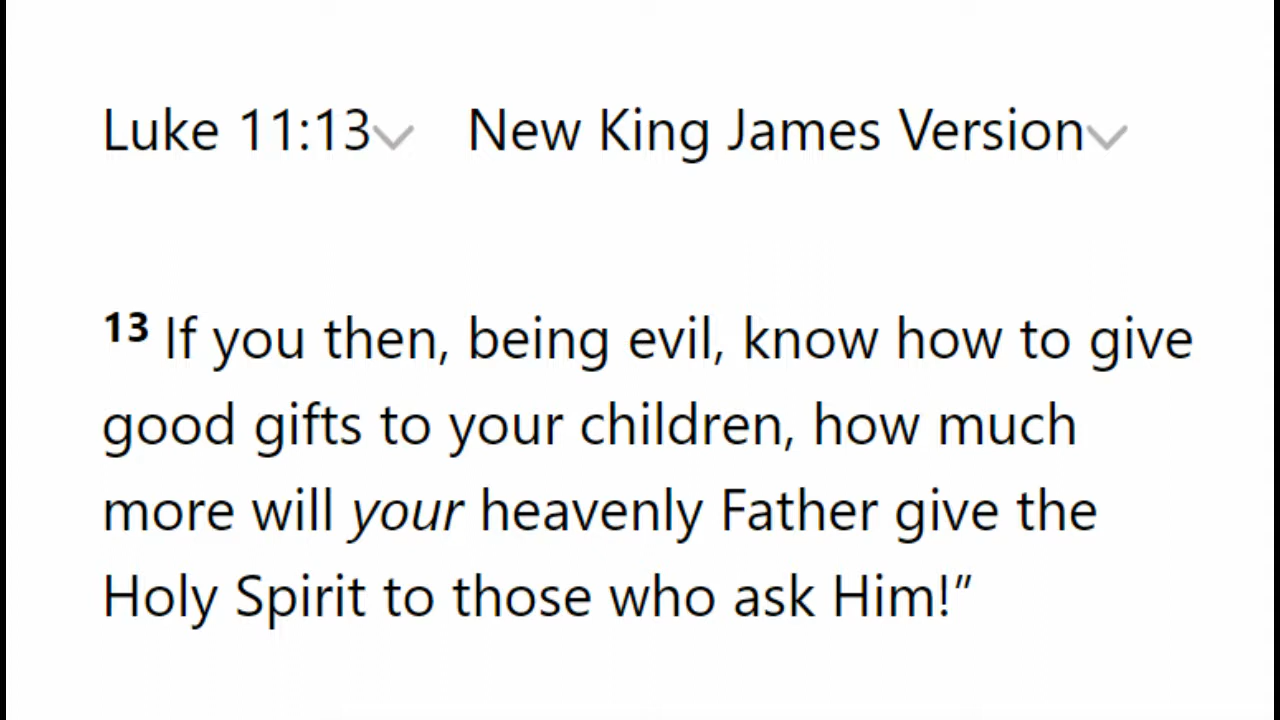 Luke 11:13 New King James Version
13 If you then, being evil, know how to give
good gifts to your children, how much
more will your heavenly Father give the
Holy Spirit to those who ask Him!”